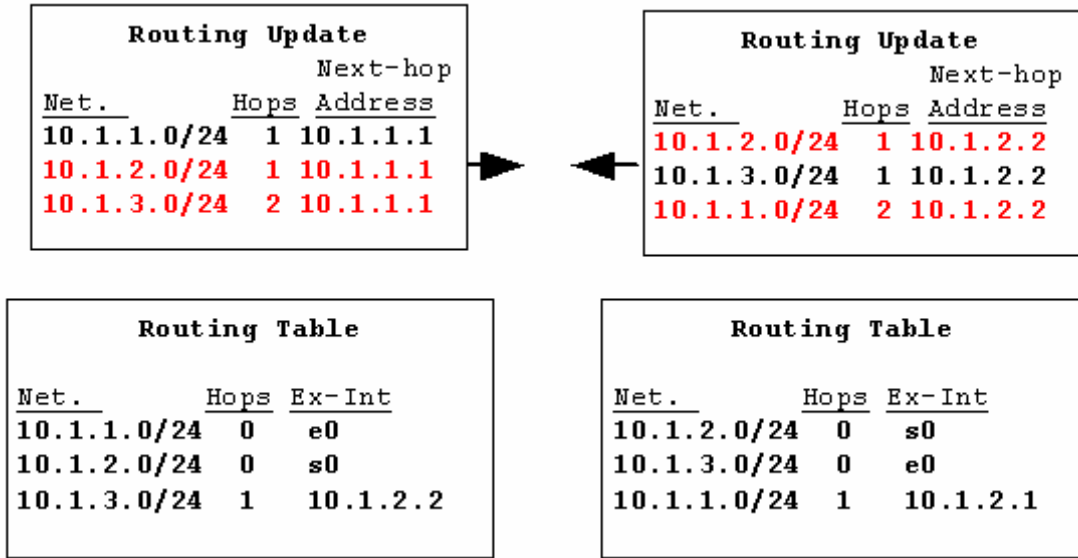 Routing Update
Next-hop
Net. Hops Address
10.1.1.0/24 1 10.1.1.1
10.1.2.0/24 1 10.1.1.1
10.1.3.0/24 2 10.1.1.1
Routing Update
Next-hop
Net. Hops Address
10.1.2.0/24 1 10.1.2.2
10.1.3.0/24 1 10.1.2.2
10.1.1.0/24 2 10.1.2.2
Routing Table
Net. Hops Ex-Int
10.1.1.0/24 0 e0
10.1.2.0/24 0 s0
10.1.3.0/24 1 10.1.2.2
Routing Table
Net. Hops Ex-Int
10.1.2.0/24 0 s0
10.1.3.0/24 0 e0
10.1.1.0/24 1 10.1.2.1